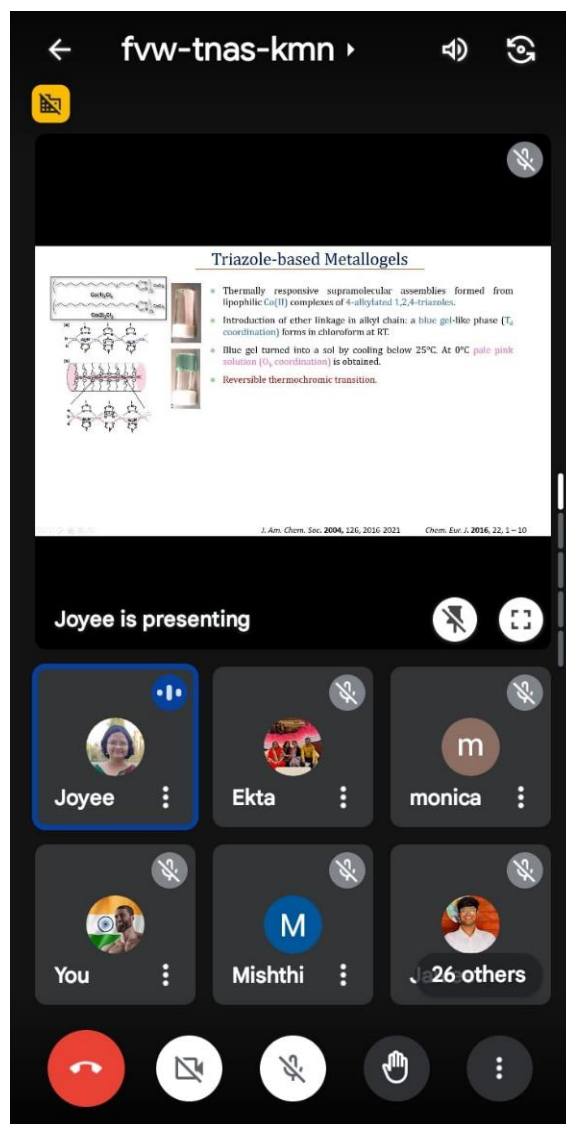 fvw-tnas-kmn
Triazole-based Metallogels
Thermally responsive supramolecular assemblies formed from
lipophilic Co(II) complexes of 4-alkylated 1,2,4-triazoles.
Introduction of ether linkage in alkyl chain: a blue gel-like phase (Td
coordination) forms in chloroform at RT.
Blue gel turned into a sol by cooling below 25°C. At 0°C pale pink
solution (Oh coordination) is obtained.
Reversible thermochromic transition.
(a)
(b)
J. Am. Chem. Soc. 2004, 126, 2016-2021 Chem. Eur. J. 2016, 22, 1–10
Joyee is presenting
Joyee
Ekta
m
monica
You
M
Mishthi
26 others